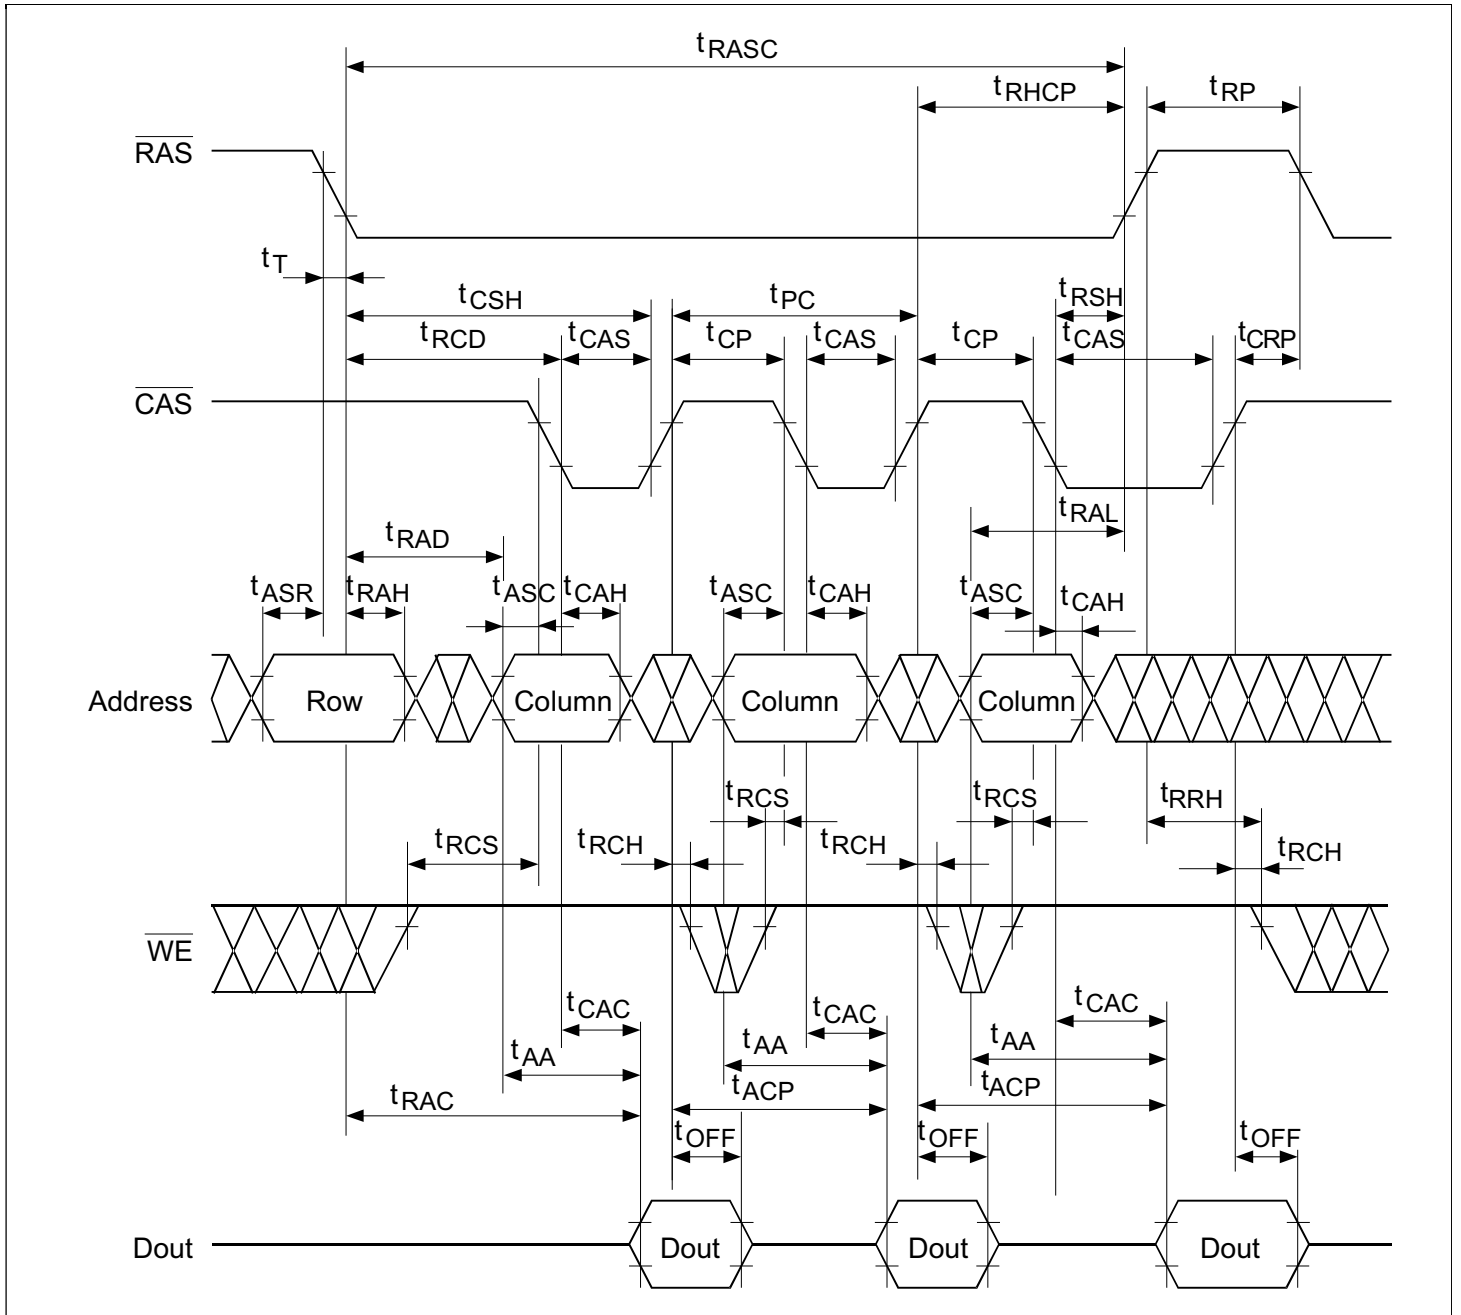 tRASC
tRHCP tRP
RAS
tT
tCSH tPC tRSH
tRCD tCAS tCP tCAS tCP tCAS tCRP
CAS
tRAL
tRAD
tASR tRAH tASC tCAH tASC tCAH tASC tCAH
Address Row Column Column Column
tRCS tRCS tRRH
tRCS tRCH tRCH tRCH
WE
tCAC tCAC tCAC
tAA tAA tAA
tRAC tACP tACP
tOFF tOFF tOFF
Dout Dout Dout Dout